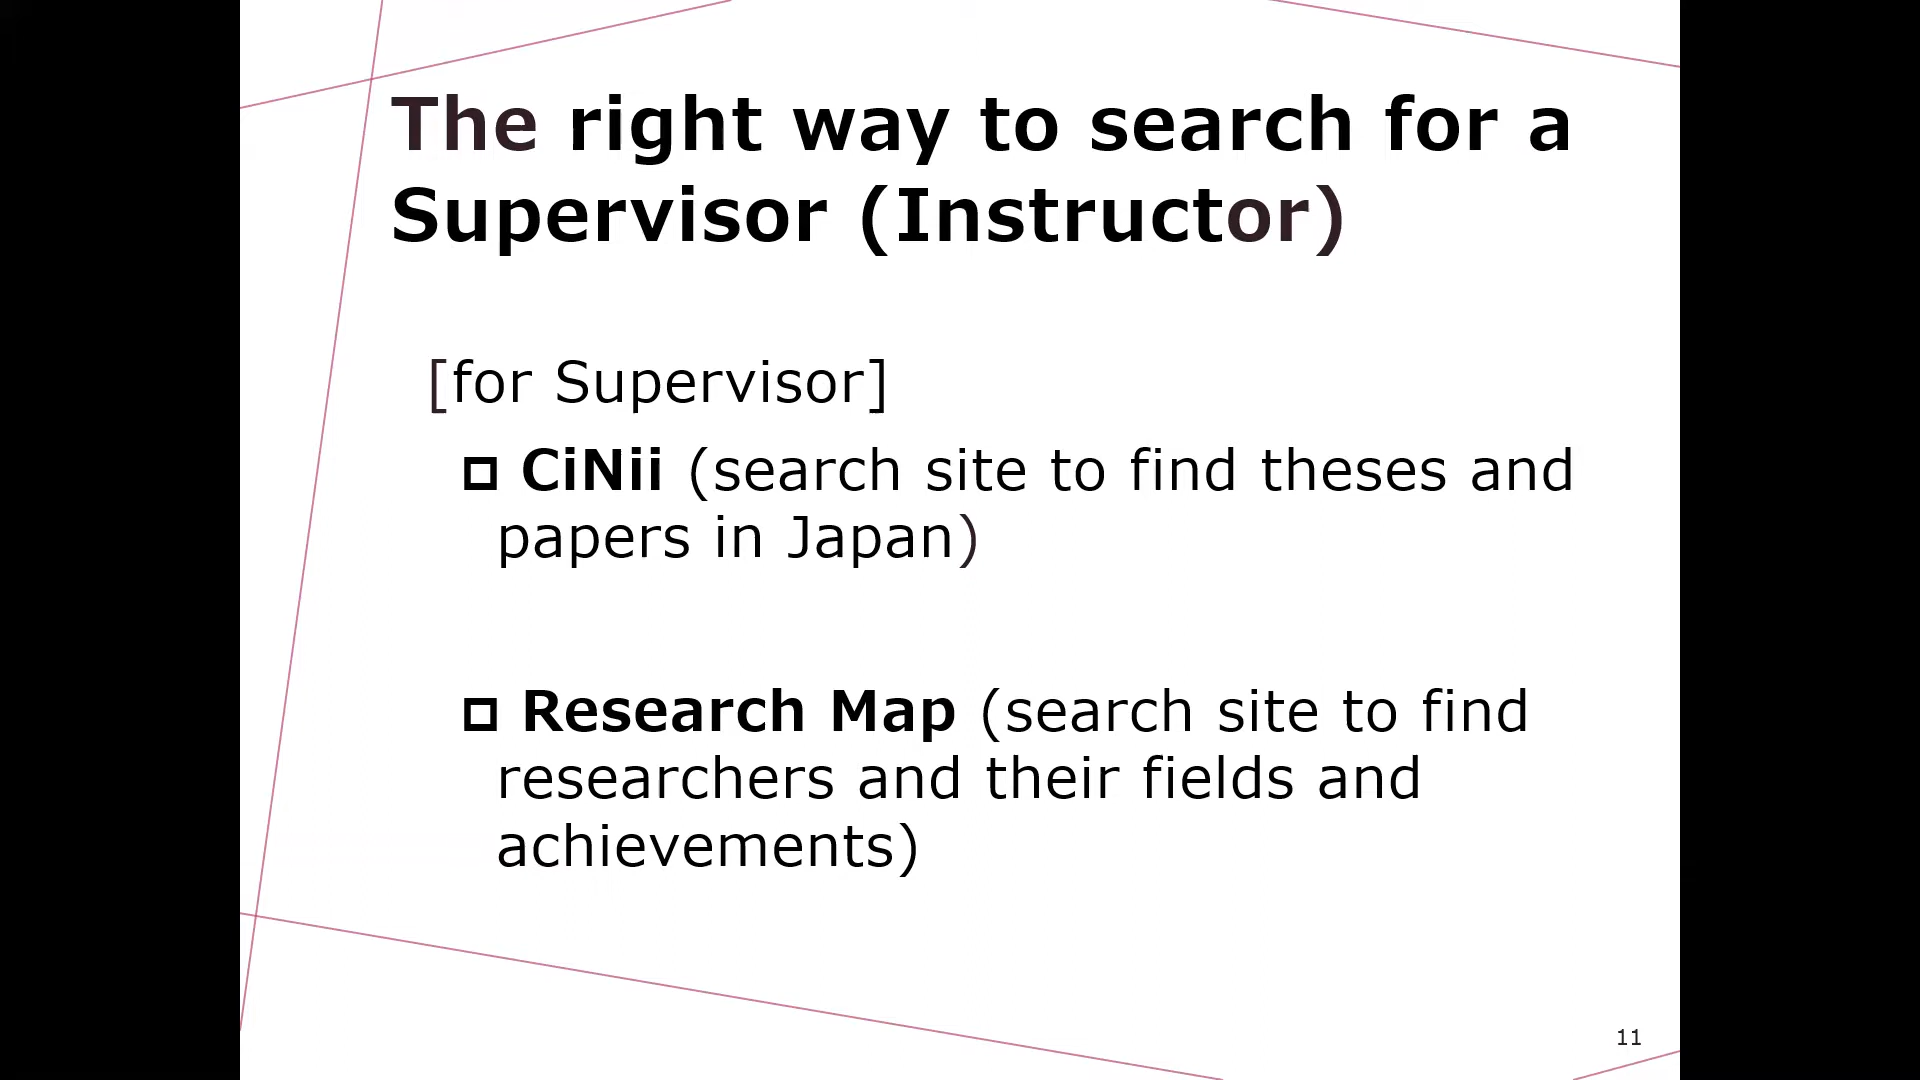 The right way to search for a
Supervisor (Instructor)
[for Supervisor]
CiNii (search site to find theses and
papers in Japan)
Research Map (search site to find
researchers and their fields and
achievements)
11